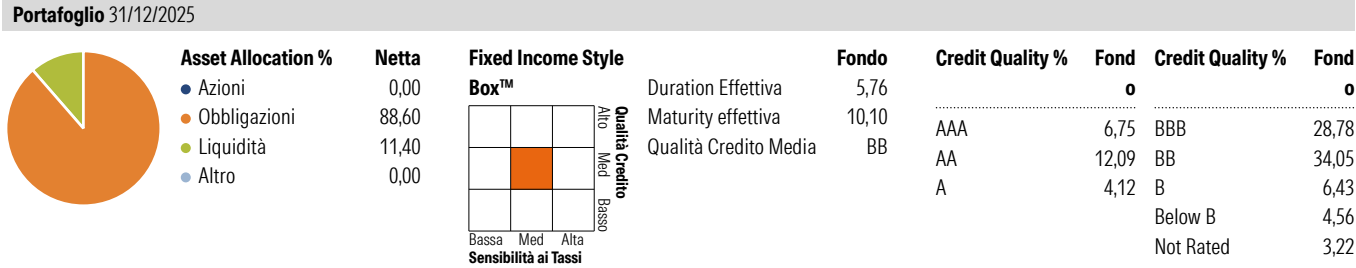 Portafoglio 31/12/2025
Asset Allocation % Netta
Azioni 0,00
Obbligazioni 88,60
Liquidità 11,40
Altro 0,00
Fixed Income Style
Box™
Alto Med Basso
Qualità Credito
Bassa Med Alta
Sensibilità ai Tassi
Fondo
Duration Effettiva 5,76
Maturity effettiva 10,10
Qualità Credito Media BB
Credit Quality % Fond
o
AAA 6,75
AA 12,09
A 4,12
Credit Quality % Fond
o
BBB 28,78
BB 34,05
B 6,43
Below B 4,56
Not Rated 3,22